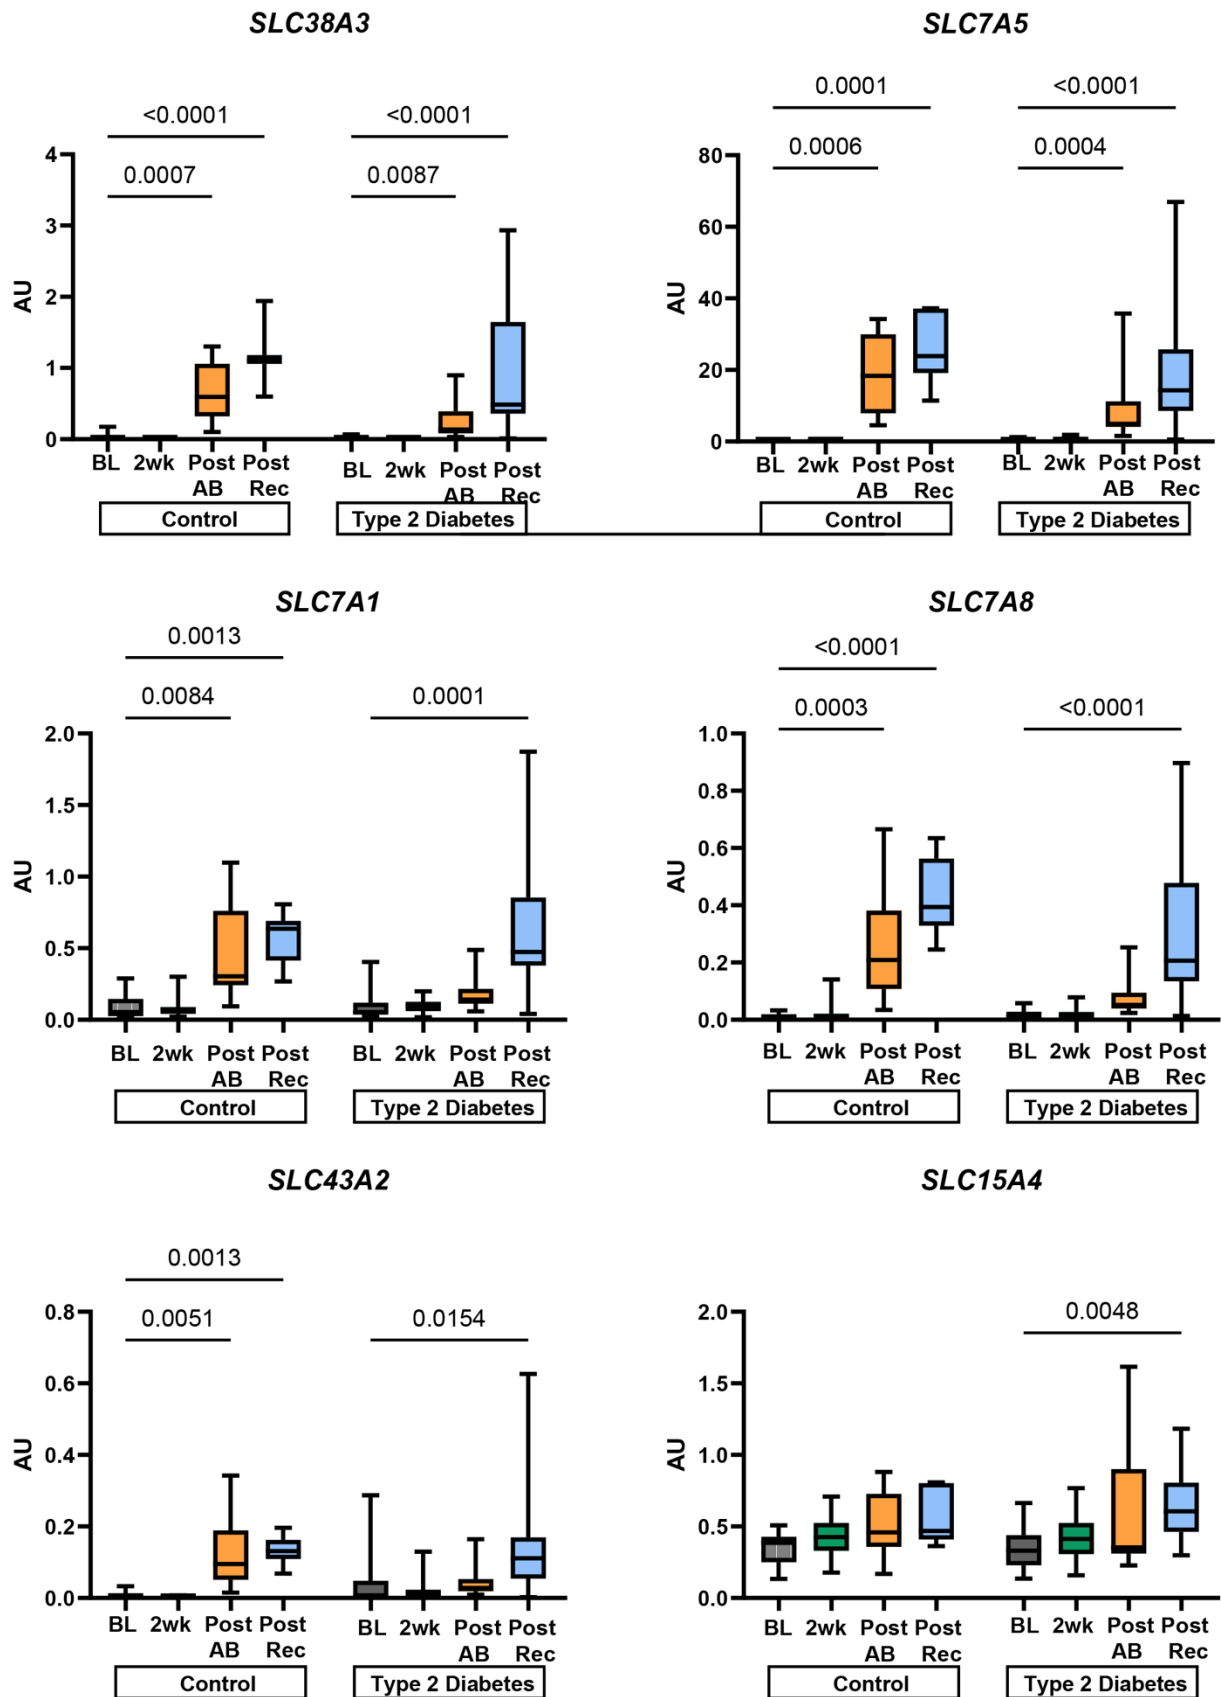 SLC38A3
<0.0001 <0.0001
0.0007 0.0087
4
3
2
1
0
AU
BL 2wk Post AB Post Rec BL 2wk Post AB Post Rec
Control Type 2 Diabetes
SLC7A5
0.0001 <0.0001
0.0006 0.0004
80
60
40
20
0
AU
BL 2wk Post AB Post Rec BL 2wk Post AB Post Rec
Control Type 2 Diabetes
SLC7A1
0.0013
0.0084 0.0001
2.0
1.5
1.0
0.5
0.0
AU
BL 2wk Post AB Post Rec BL 2wk Post AB Post Rec
Control Type 2 Diabetes
SLC7A8
<0.0001
0.0003 <0.0001
1.0
0.8
0.6
0.4
0.2
0.0
AU
BL 2wk Post AB Post Rec BL 2wk Post AB Post Rec
Control Type 2 Diabetes
SLC43A2
0.0013
0.0051 0.0154
0.8
0.6
0.4
0.2
0.0
AU
BL 2wk Post AB Post Rec BL 2wk Post AB Post Rec
Control Type 2 Diabetes
SLC15A4
0.0048
2.0
1.5
1.0
0.5
0.0
AU
BL 2wk Post AB Post Rec BL 2wk Post AB Post Rec
Control Type 2 Diabetes